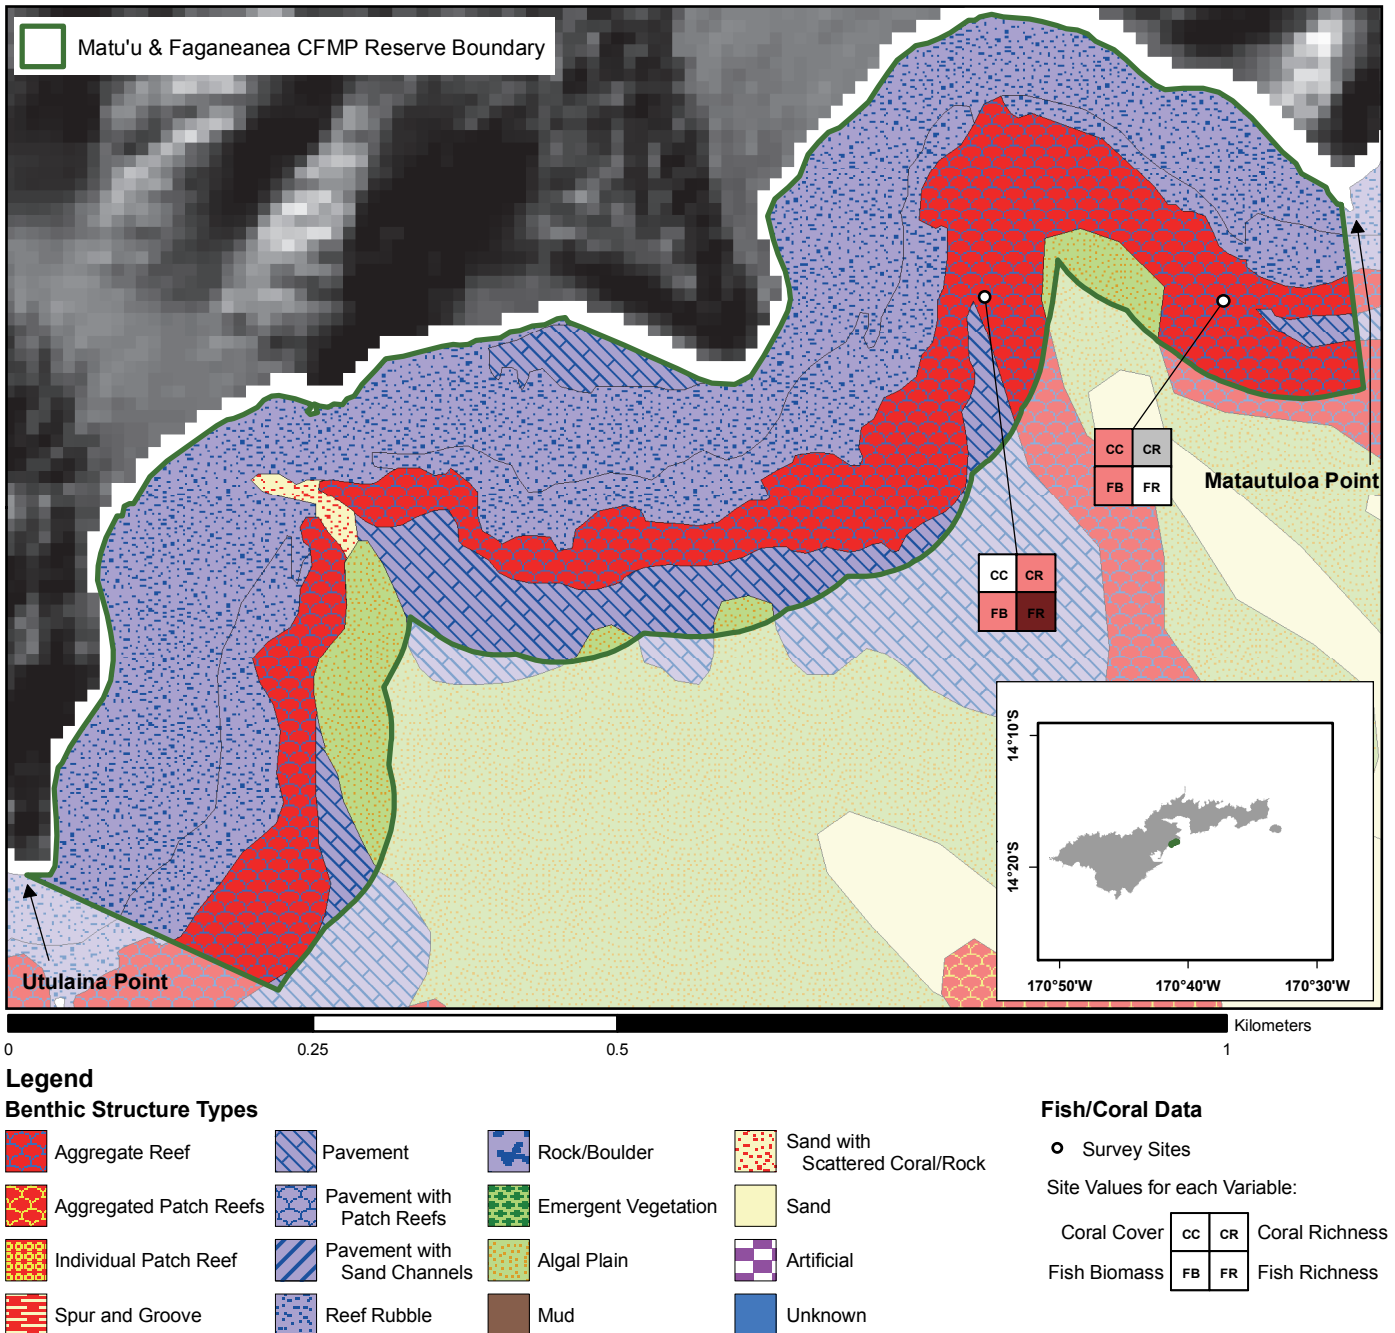 Matu'u & Faganeanea CFMP Reserve Boundary
CC CR
FB FR
Matautuloa Point
CC CR
FB FR
Utulaina Point
14°10'S
14°20'S
170°50'W 170°40'W 170°30'W
Kilometers
0 0.25 0.5 1
Legend
Benthic Structure Types
Aggregate Reef
Aggregated Patch Reefs
Individual Patch Reef
Spur and Groove
Pavement
Pavement with
Patch Reefs
Pavement with
Sand Channels
Reef Rubble
Rock/Boulder
Emergent Vegetation
Algal Plain
Mud
Sand with
Scattered Coral/Rock
Sand
Artificial
Unknown
Fish/Coral Data
Survey Sites
Site Values for each Variable:
Coral Cover CC CR Coral Richness
Fish Biomass FB FR Fish Richness